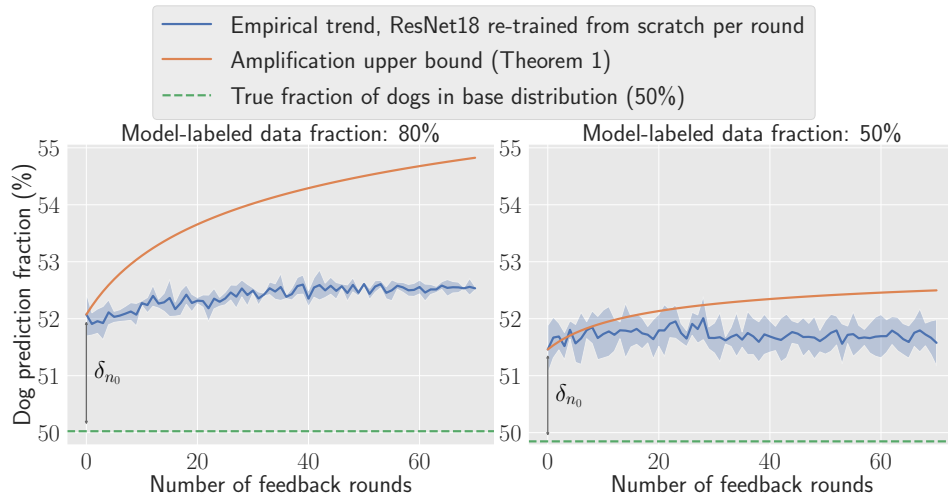 Empirical trend, ResNet18 re-trained from scratch per round
Amplification upper bound (Theorem 1)
True fraction of dogs in base distribution (50%)
Model-labeled data fraction: 80%
Model-labeled data fraction: 50%
Dog prediction fraction (%)
55
54
53
52
51
50
δₙ₀
0
20
40
60
Number of feedback rounds
55
54
53
52
51
50
δₙ₀
0
20
40
60
Number of feedback rounds